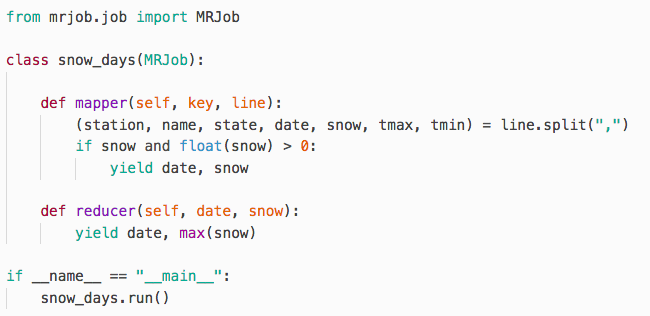 from mrjob.job import MRJob

class snow_days(MRJob):

    def mapper(self, key, line):
        (station, name, state, date, snow, tmax, tmin) = line.split(",")
        if snow and float(snow) > 0:
            yield date, snow

    def reducer(self, date, snow):
        yield date, max(snow)

if __name__ == "__main__":
    snow_days.run()